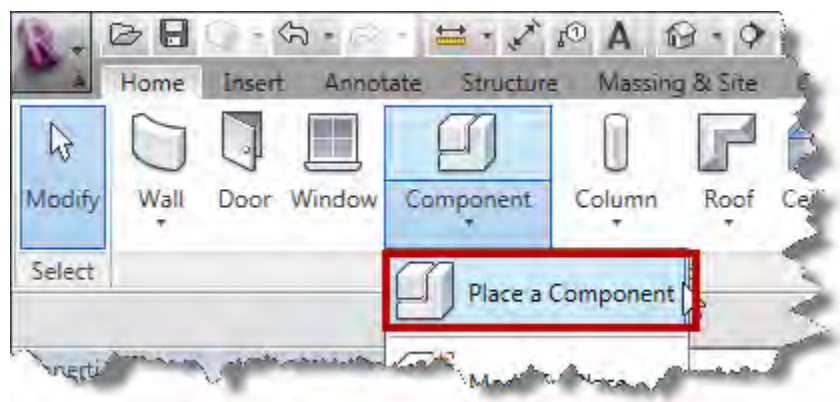 A
Home Insert Annotate Structure Massing & Site
Modify Wall Door Window Component Column Roof
Select
Place a Component